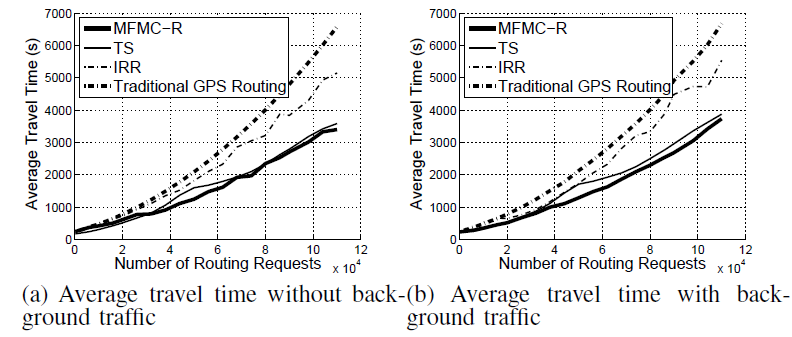 7000
6000
5000
4000
3000
2000
1000
0
Average Travel Time (s)
MFMC-R
TS
IRR
Traditional GPS Routing
0 2 4 6 8 10 12
Number of Routing Requests x 10^4
7000
6000
5000
4000
3000
2000
1000
0
Average Travel Time (s)
MFMC-R
TS
IRR
Traditional GPS Routing
0 2 4 6 8 10 12
Number of Routing Requests x 10^4
(a) Average travel time without back-
ground traffic
(b) Average travel time with back-
ground traffic